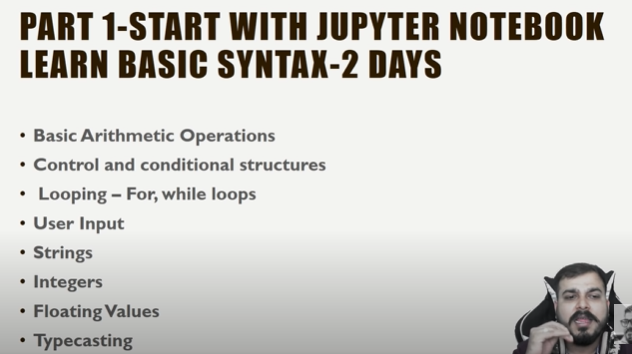 PART 1-START WITH JUPYTER NOTEBOOK
LEARN BASIC SYNTAX-2 DAYS
• Basic Arithmetic Operations
• Control and conditional structures
• Looping – For, while loops
• User Input
• Strings
• Integers
• Floating Values
• Typecasting